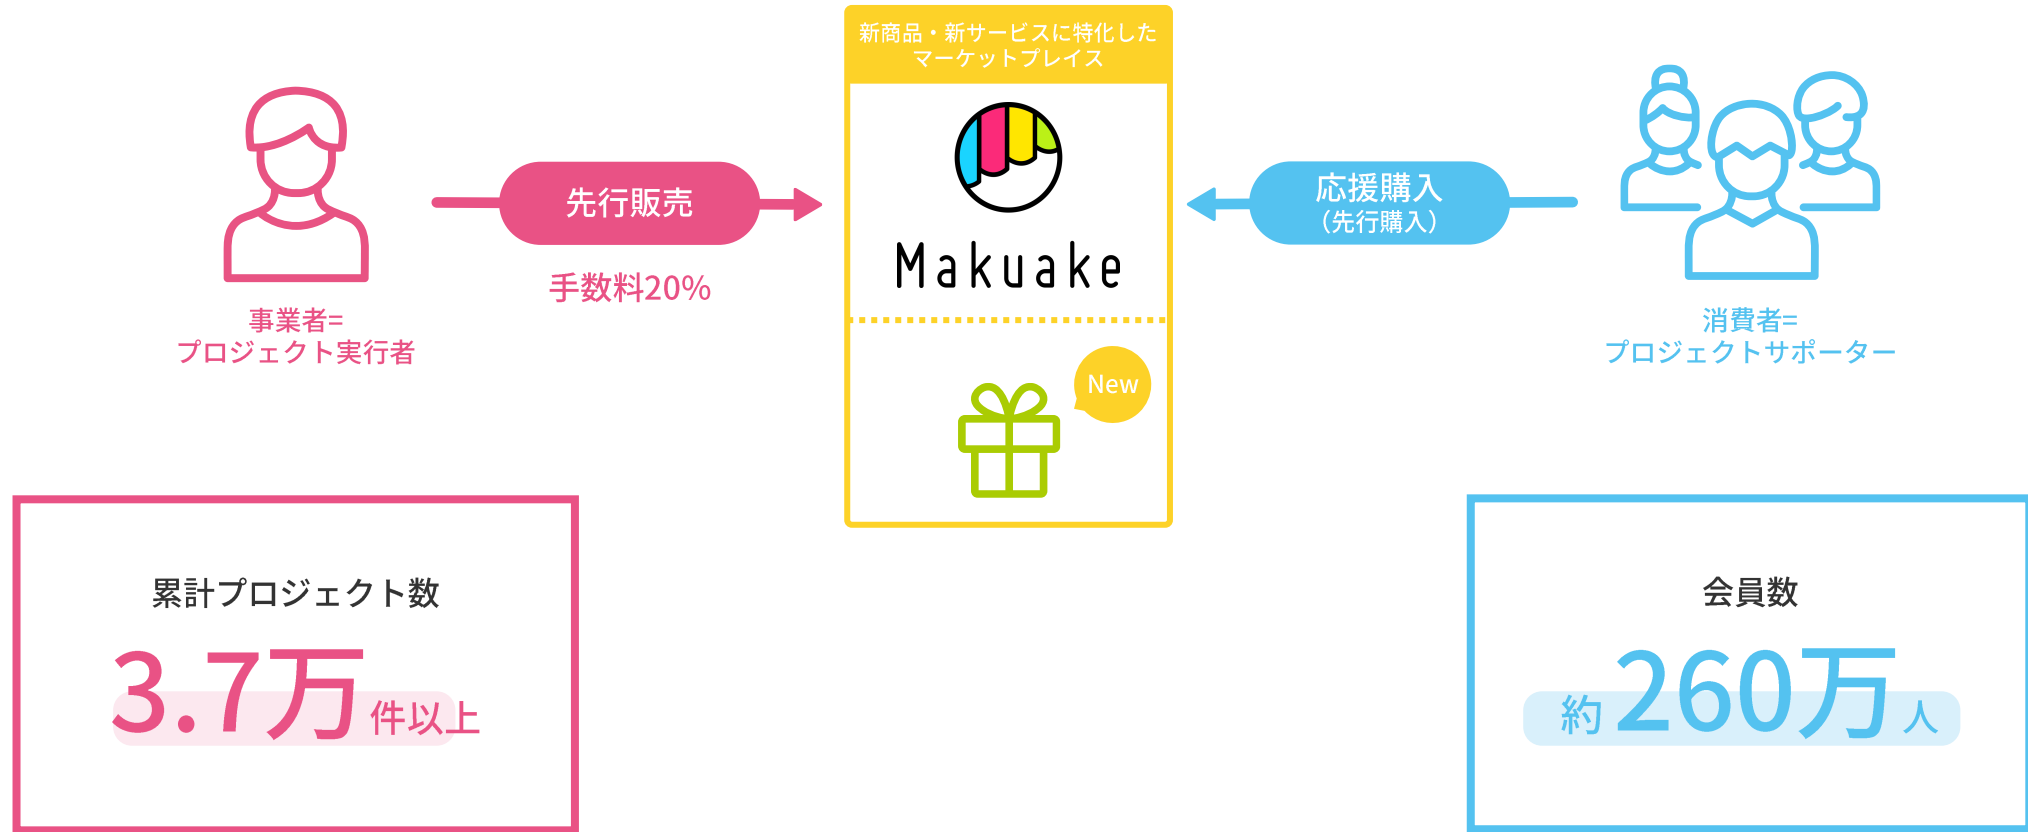 新商品・新サービスに特化した
マーケットプレイス
Makuake
先行販売
手数料20%
事業者=
プロジェクト実行者
応援購入
（先行購入）
消費者=
プロジェクトサポーター
New
累計プロジェクト数
3.7万件以上
会員数
約260万人